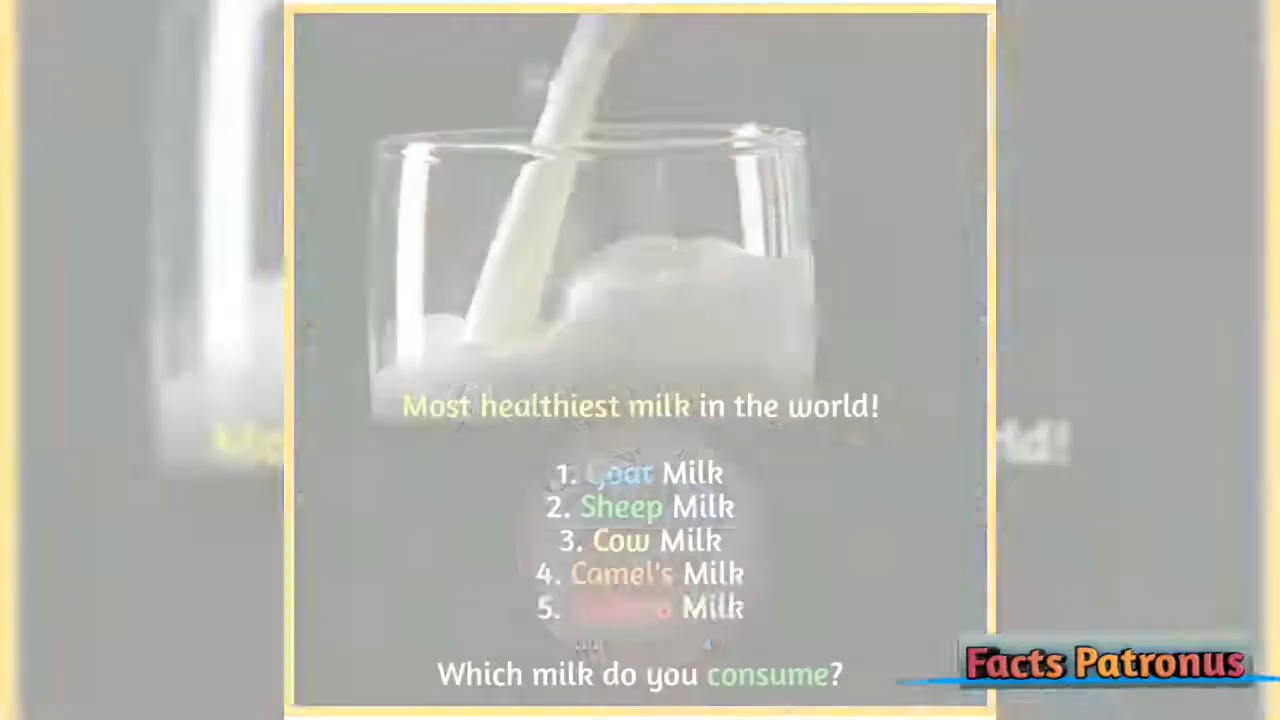 Most healthiest milk in the world!
1. Goat Milk
2. Sheep Milk
3. Cow Milk
4. Camel's Milk
5. Milk
Which milk do you consume?
Facts Patronus